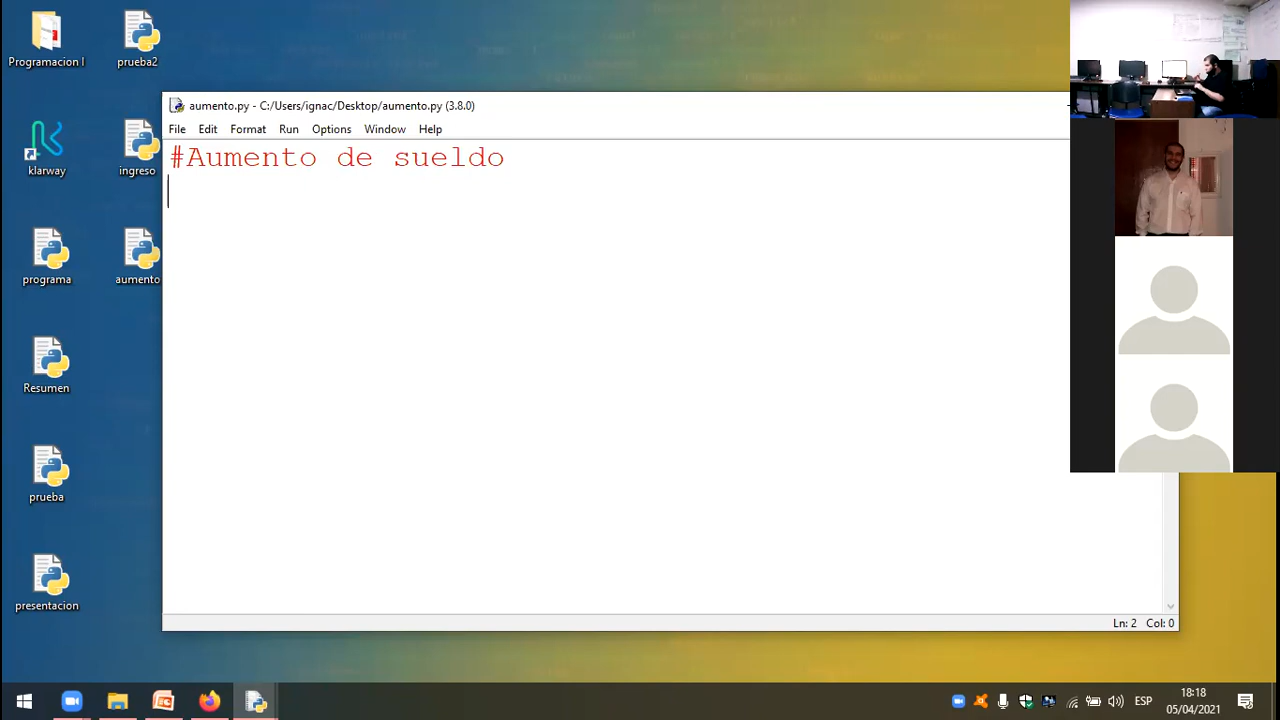 Programacion I
prueba2
klarway
ingreso
programa
aumento
Resumen
prueba
presentacion
aumento.py - C:/Users/ignac/Desktop/aumento.py (3.8.0)
File Edit Format Run Options Window Help
#Aumento de sueldo
Ln: 2 Col: 0
ESP
18:18
05/04/2021